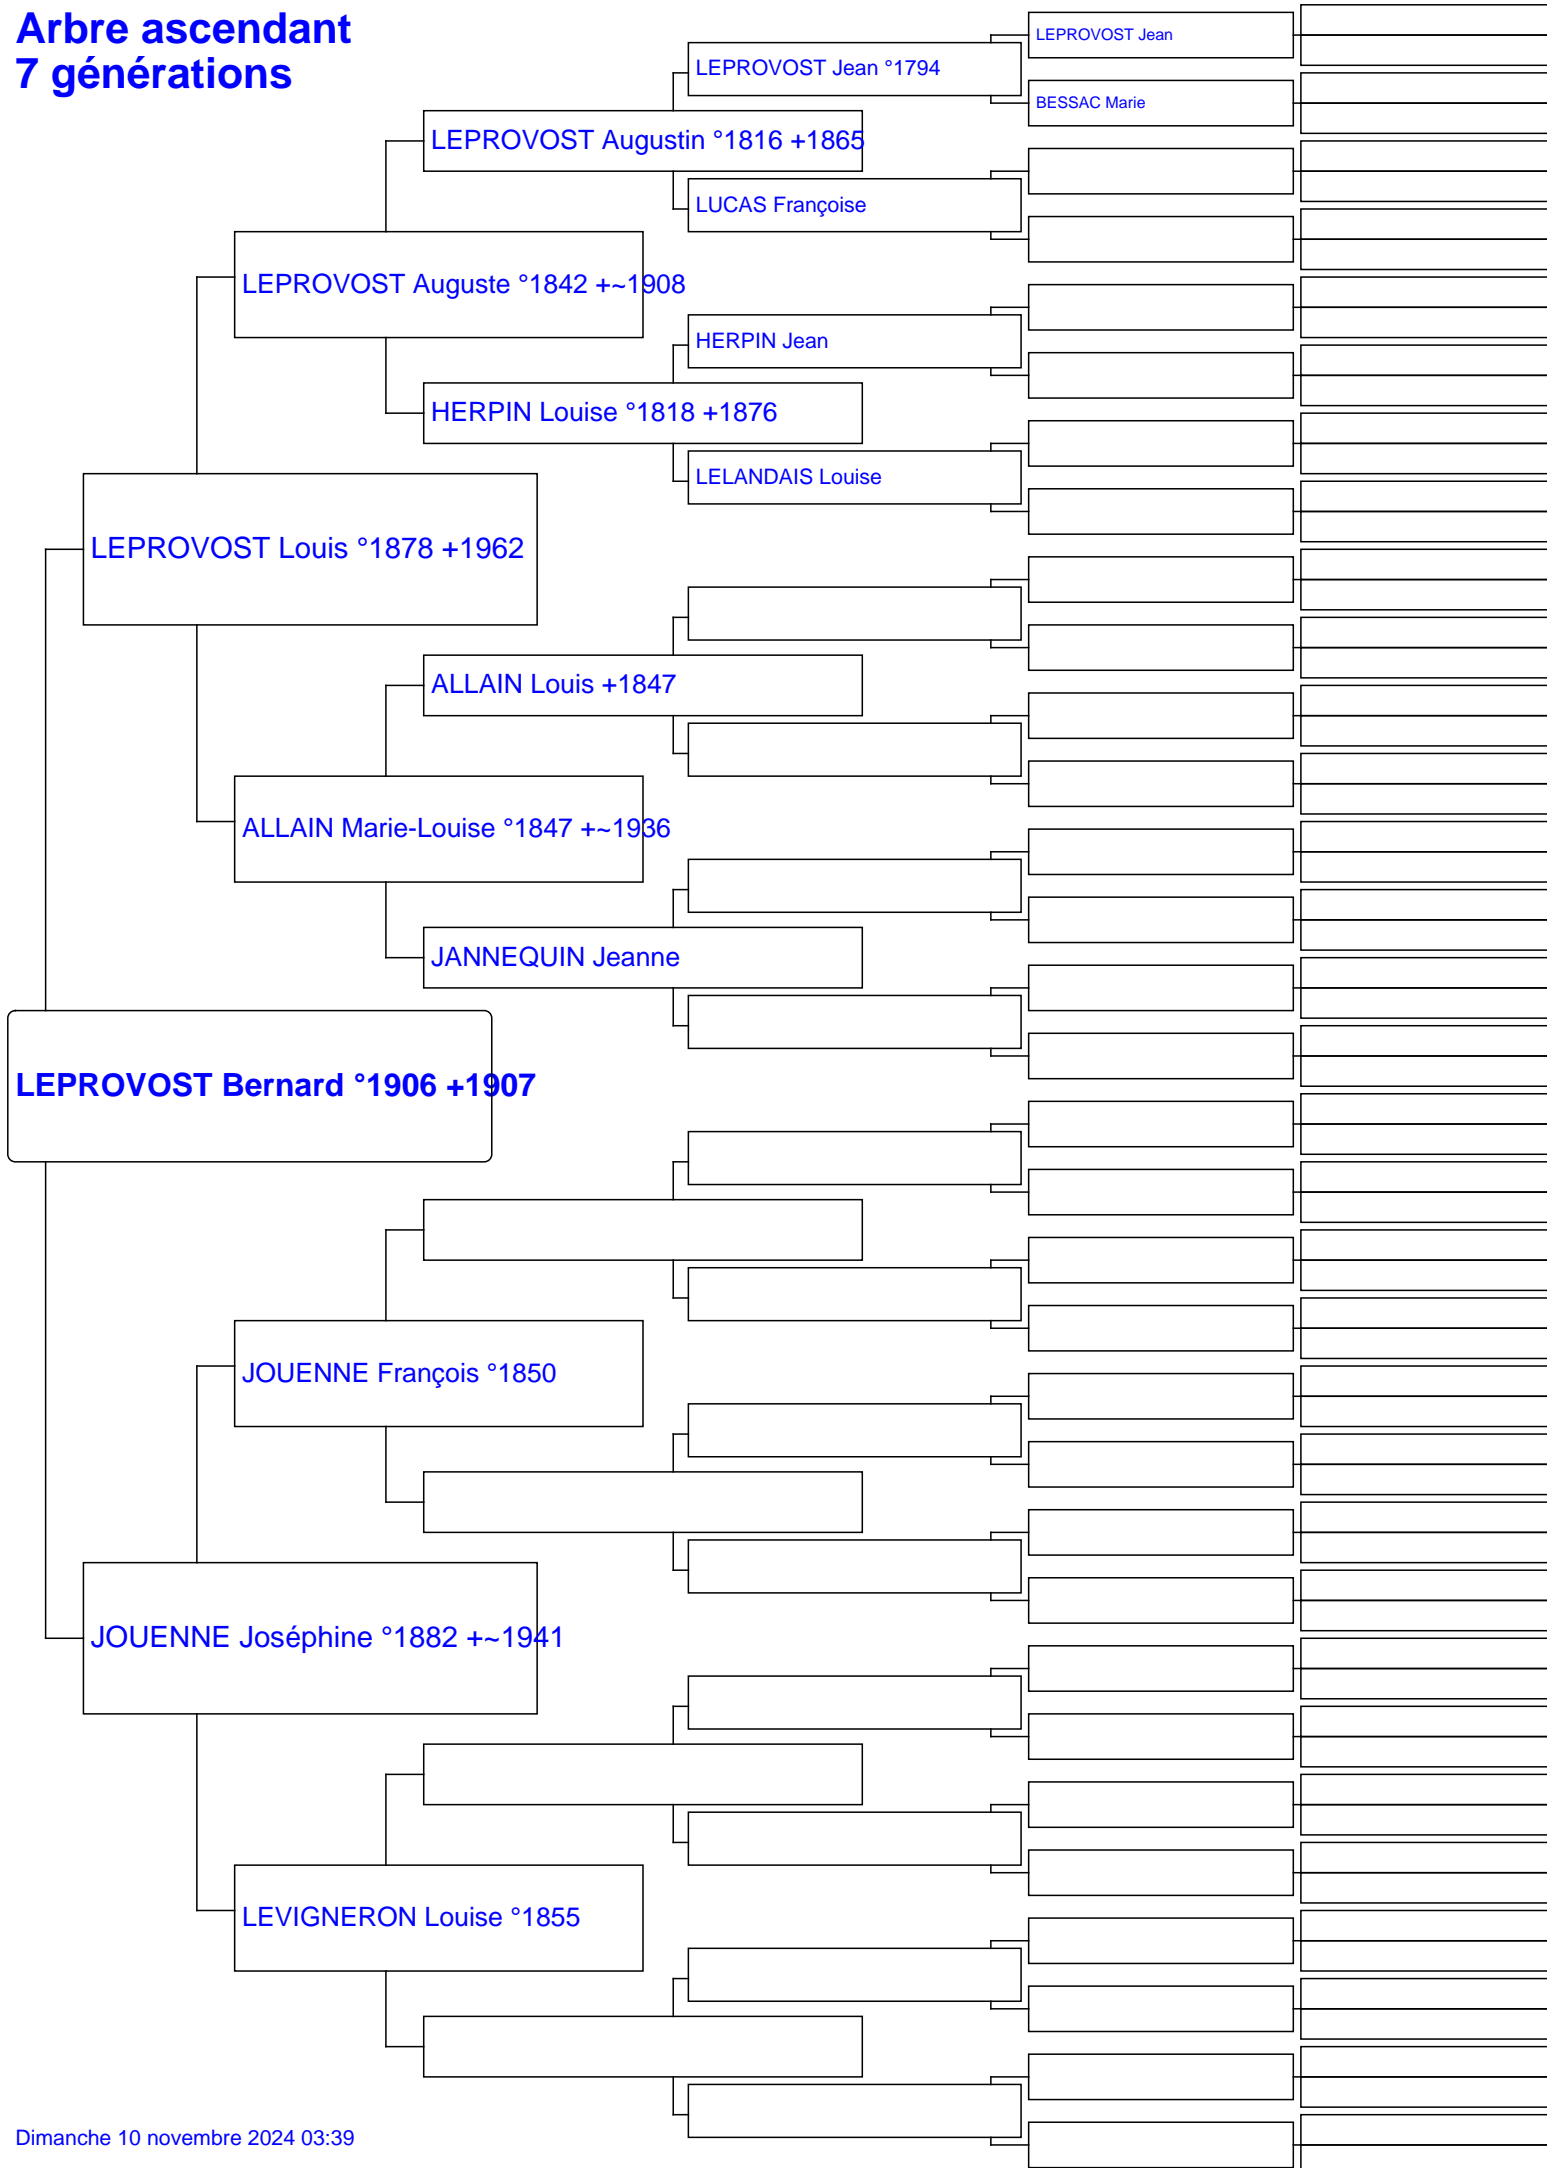 Arbre ascendant
7 générations
LEPROVOST Jean
LEPROVOST Jean °1794
BESSAC Marie
LEPROVOST Augustin °1816 +1865
LUCAS Françoise
LEPROVOST Auguste °1842 +~1908
HERPIN Jean
HERPIN Louise °1818 +1876
LELANDAIS Louise
LEPROVOST Louis °1878 +1962
ALLAIN Louis +1847
ALLAIN Marie-Louise °1847 +~1936
JANNEQUIN Jeanne
LEPROVOST Bernard °1906 +1907
JOUENNE François °1850
JOUENNE Joséphine °1882 +~1941
LEVIGNERON Louise °1855
Dimanche 10 novembre 2024 03:39